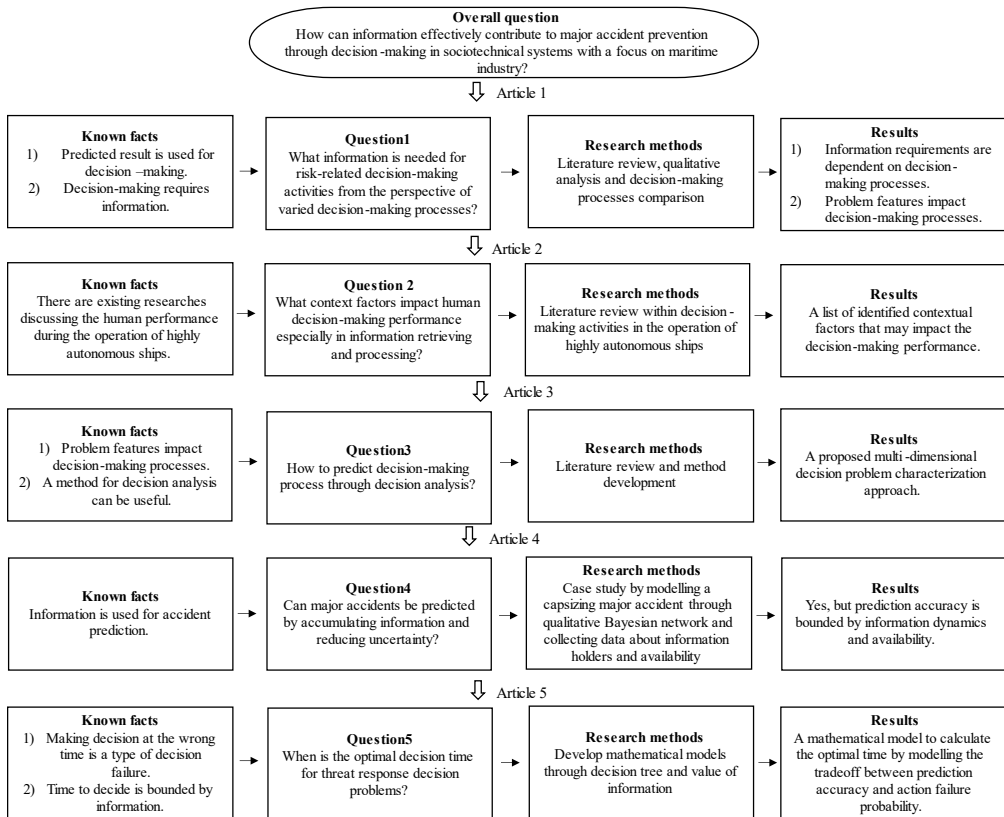 Overall question
How can information effectively contribute to major accident prevention
through decision-making in sociotechnical systems with a focus on maritime
industry?
Article 1
Known facts
1) Predicted result is used for
decision –making.
2) Decision-making requires
information.
Question1
What information is needed for
risk-related decision-making
activities from the perspective of
varied decision-making processes?
Research methods
Literature review, qualitative
analysis and decision-making
processes comparison
Results
1) Information requirements are
dependent on decision-
making processes.
2) Problem features impact
decision-making processes.
Article 2
Known facts
There are existing researches
discussing the human performance
during the operation of highly
autonomous ships.
Question 2
What context factors impact human
decision-making performance
especially in information retrieving
and processing?
Research methods
Literature review within decision-
making activities in the operation of
highly autonomous ships
Results
A list of identified contextual
factors that may impact the
decision-making performance.
Article 3
Known facts
1) Problem features impact
decision-making processes.
2) A method for decision analysis
can be useful.
Question3
How to predict decision-making
process through decision analysis?
Research methods
Literature review and method
development
Results
A proposed multi-dimensional
decision problem characterization
approach.
Article 4
Known facts
Information is used for accident
prediction.
Question4
Can major accidents be predicted
by accumulating information and
reducing uncertainty?
Research methods
Case study by modelling a
capsizing major accident through
qualitative Bayesian network and
collecting data about information
holders and availability
Results
Yes, but prediction accuracy is
bounded by information dynamics
and availability.
Article 5
Known facts
1) Making decision at the wrong
time is a type of decision
failure.
2) Time to decide is bounded by
information.
Question5
When is the optimal decision time
for threat response decision
problems?
Research methods
Develop mathematical models
through decision tree and value of
information
Results
A mathematical model to calculate
the optimal time by modelling the
tradeoff between prediction
accuracy and action failure
probability.